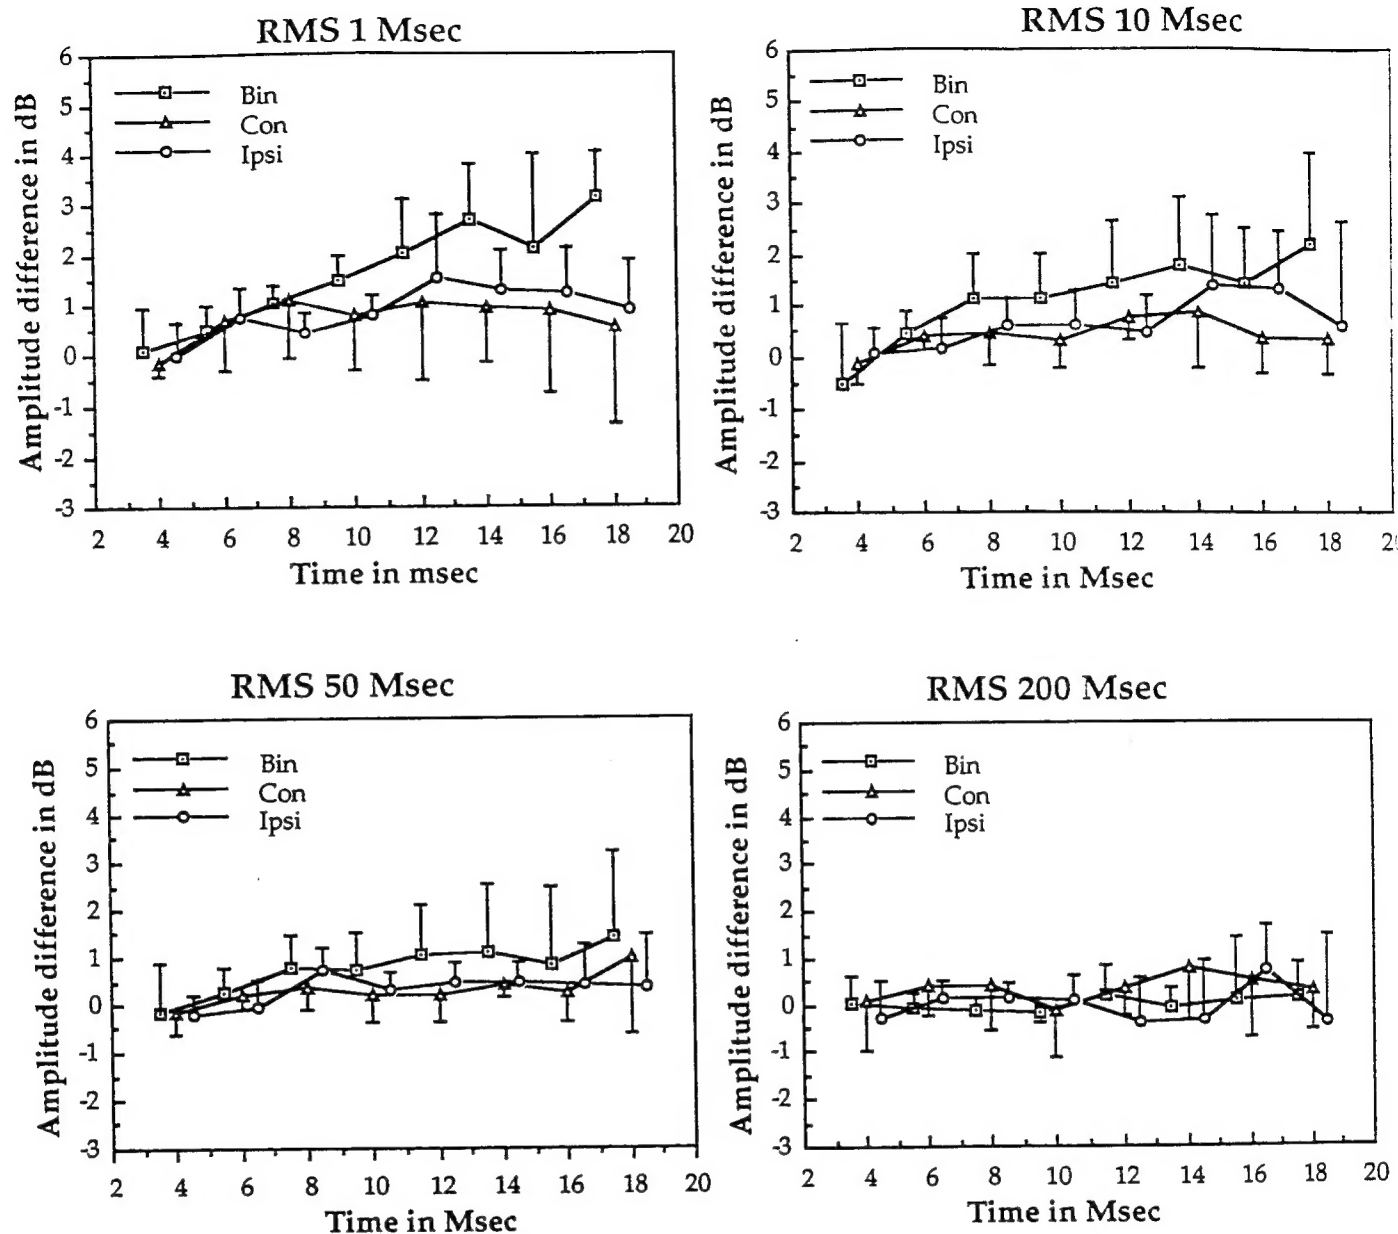 RMS 1 Msec
Amplitude difference in dB
6
5
4
3
2
1
0
-1
-2
-3
Bin
Con
Ipsi
2 4 6 8 10 12 14 16 18 20
Time in msec
RMS 10 Msec
Amplitude difference in dB
6
5
4
3
2
1
0
-1
-2
-3
Bin
Con
Ipsi
2 4 6 8 10 12 14 16 18
Time in Msec
RMS 50 Msec
Amplitude difference in dB
6
5
4
3
2
1
0
-1
-2
-3
Bin
Con
Ipsi
2 4 6 8 10 12 14 16 18 20
Time in Msec
RMS 200 Msec
Amplitude difference in dB
6
5
4
3
2
1
0
-1
-2
-3
Bin
Con
Ipsi
2 4 6 8 10 12 14 16 18 20
Time in Msec